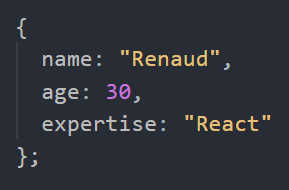 {
  name: "Renaud",
  age: 30,
  expertise: "React"
};